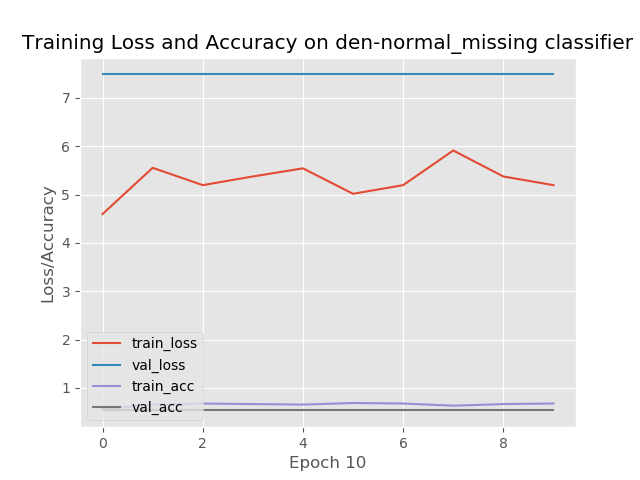 Training Loss and Accuracy on den-normal_missing classifier
Loss/Accuracy
7
6
5
4
3
2
1
train_loss
val_loss
train_acc
val_acc
0 2 4 6 8
Epoch 10